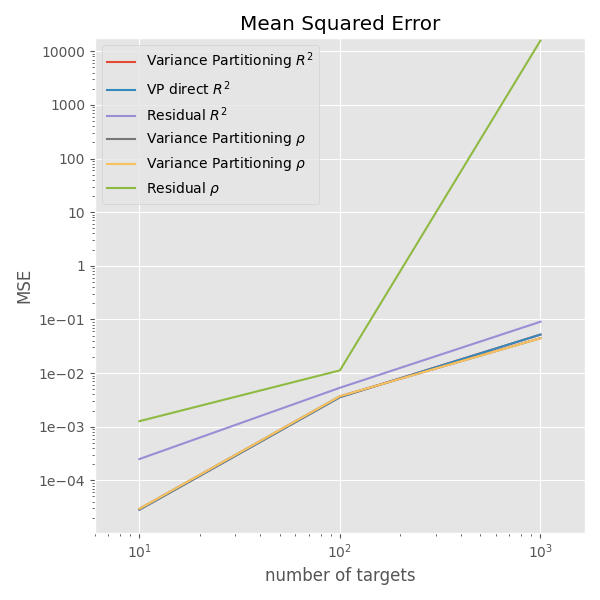 Mean Squared Error
Variance Partitioning R²
VP direct R²
Residual R²
Variance Partitioning ρ
Variance Partitioning ρ
Residual ρ
10000
1000
100
10
1
1e−01
1e−02
1e−03
1e−04
MSE
10¹ 10² 10³
number of targets